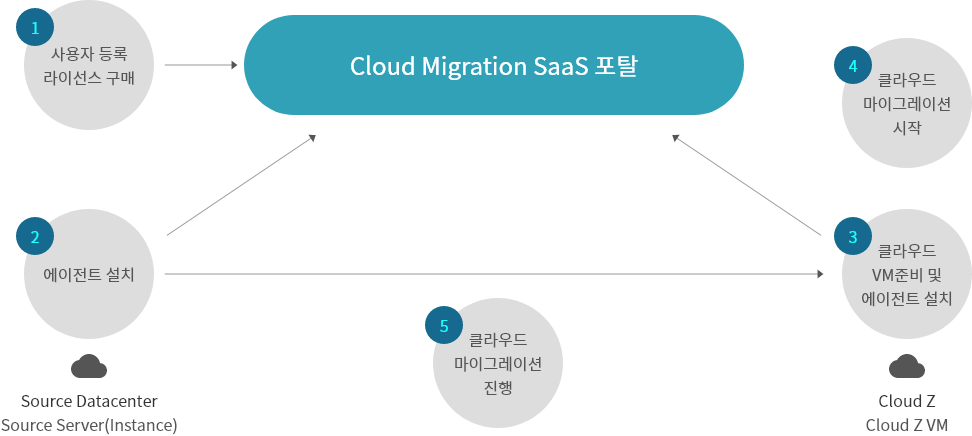 1
사용자 등록
라이선스 구매
Cloud Migration SaaS 포탈
4
클라우드
마이그레이션
시작
2
에이전트 설치
3
클라우드
VM준비 및
에이전트 설치
5
클라우드
마이그레이션
진행
Source Datacenter
Source Server(Instance)
Cloud Z
Cloud Z VM